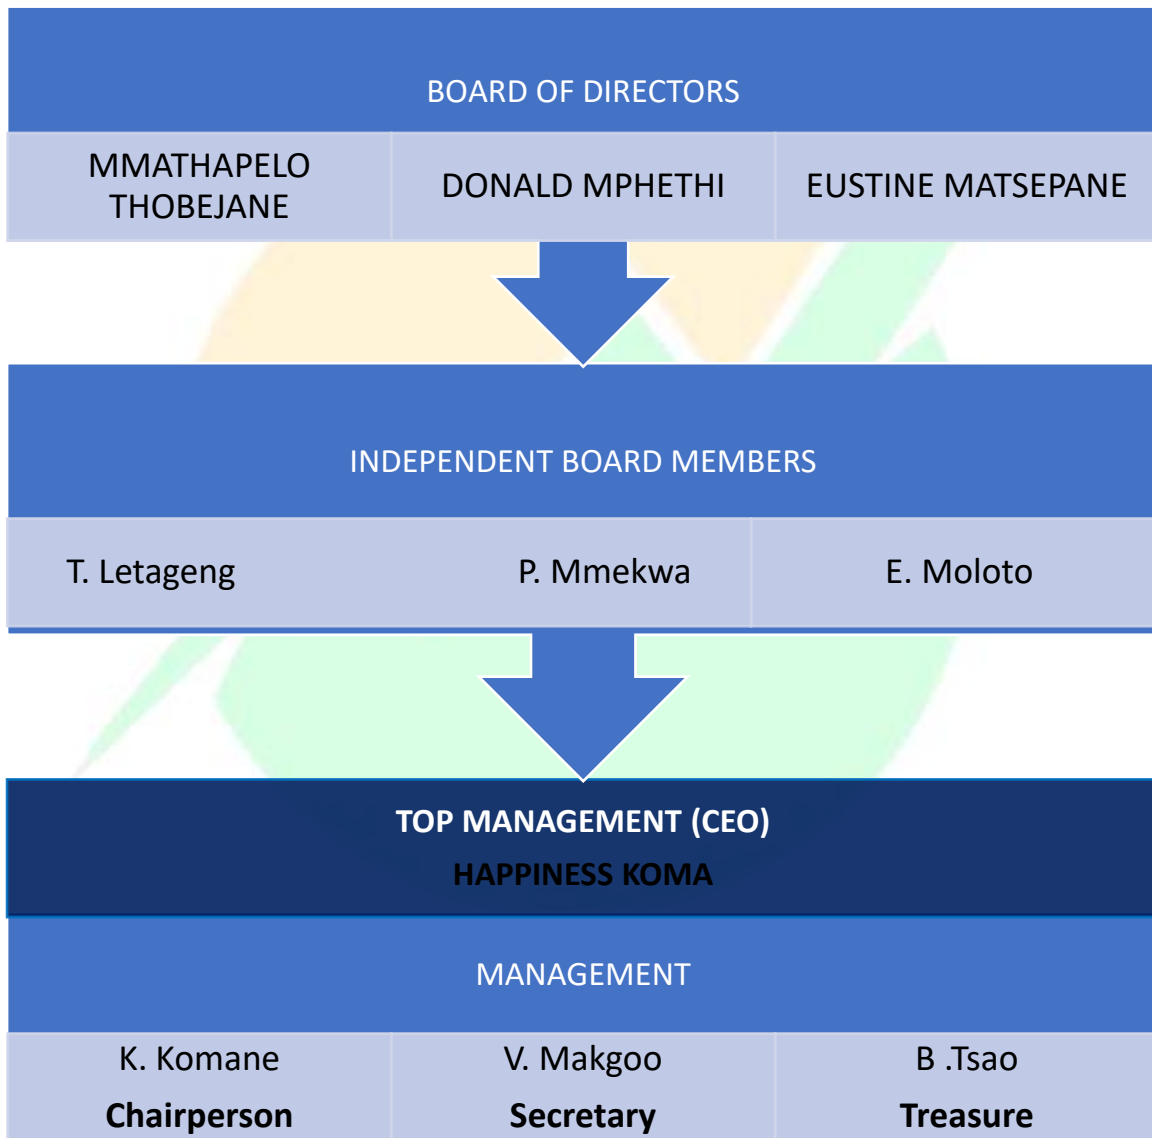 BOARD OF DIRECTORS
MMATHAPELO THOBEJANE
DONALD MPHETHI
EUSTINE MATSEPANE
INDEPENDENT BOARD MEMBERS
T. Letageng
P. Mmekwa
E. Moloto
TOP MANAGEMENT (CEO)
HAPPINESS KOMA
MANAGEMENT
K. Komane
Chairperson
V. Makgoo
Secretary
B .Tsao
Treasure